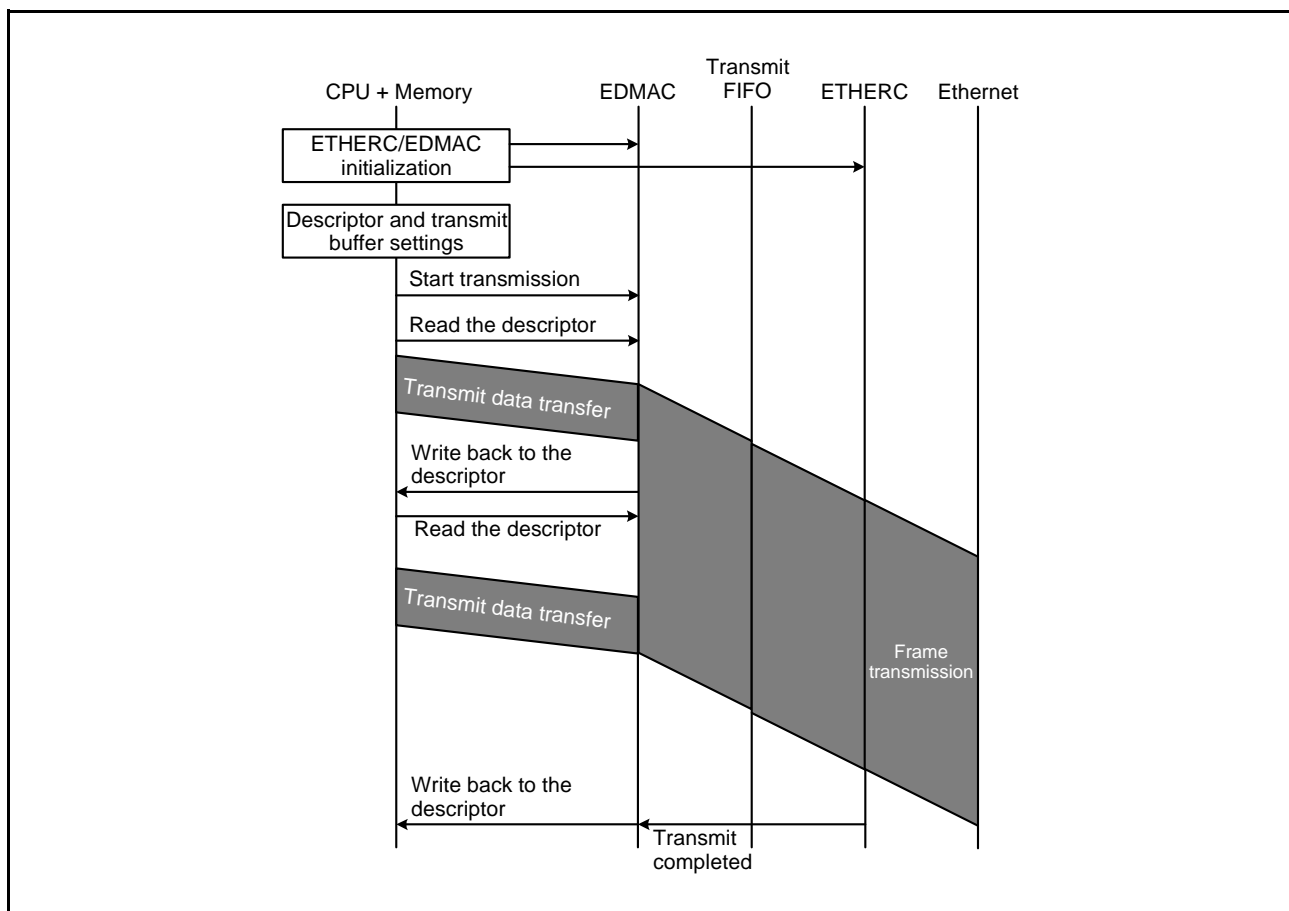 Transmit
CPU + Memory
EDMAC
FIFO
ETHERC
Ethernet
ETHERC/EDMAC
initialization
Descriptor and transmit
buffer settings
Start transmission
Read the descriptor
Transmit data transfer
Write back to the
descriptor
Read the descriptor
Transmit data transfer
Frame
transmission
Write back to the
descriptor
Transmit
completed